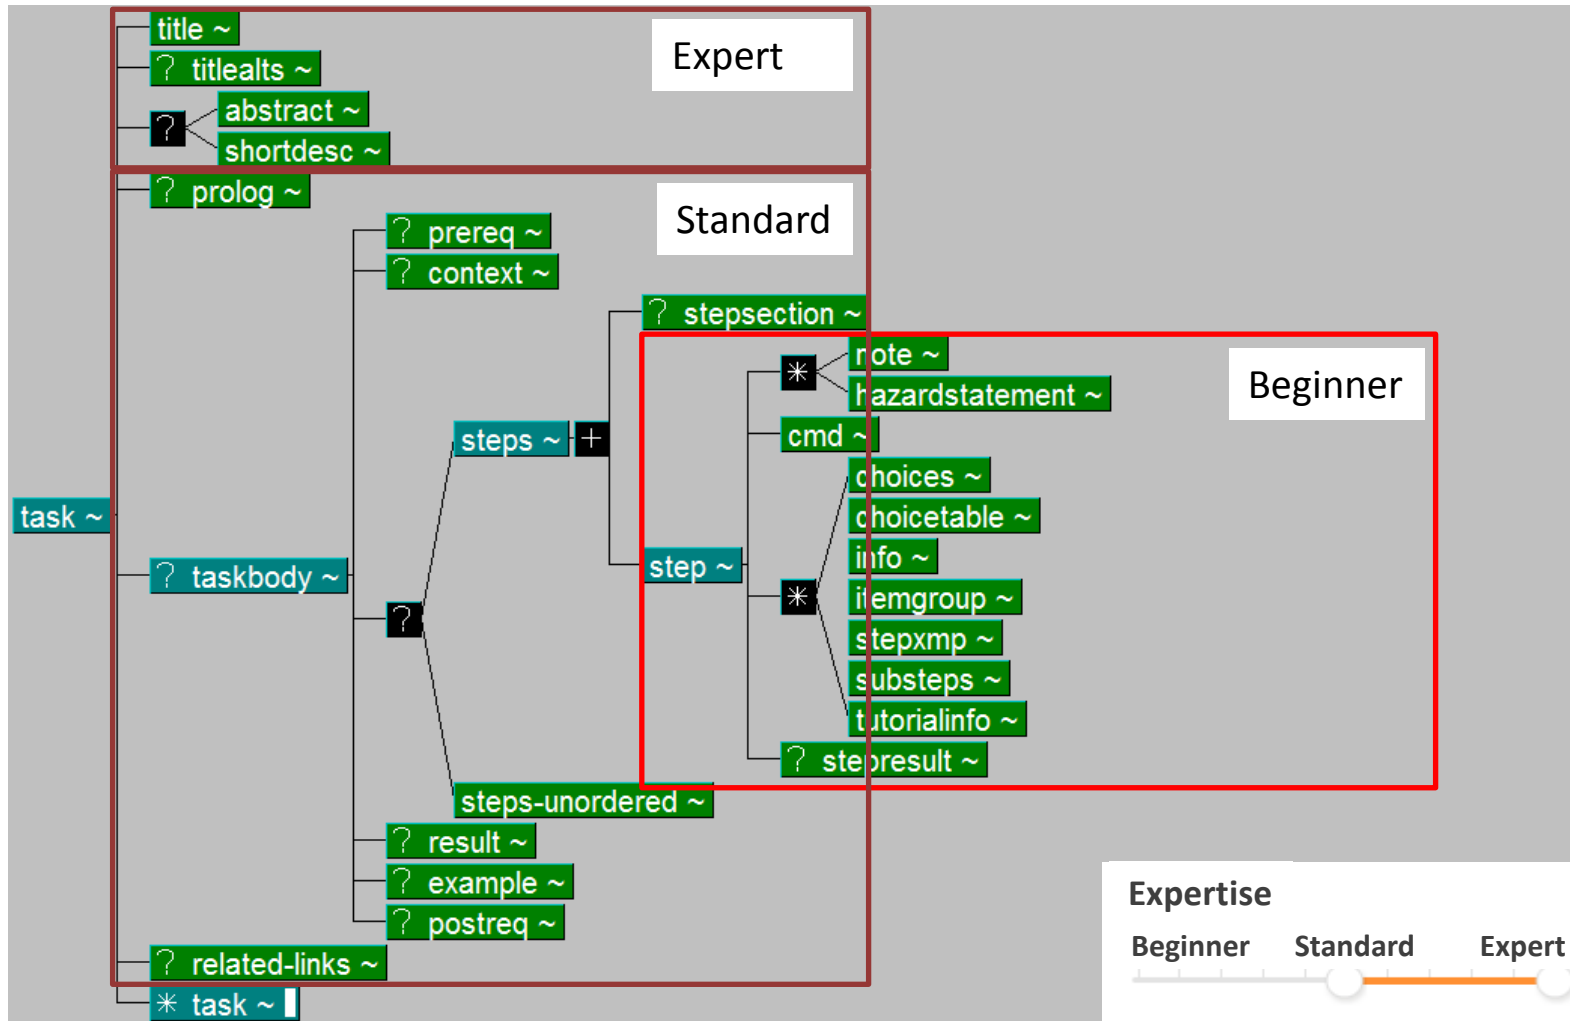 title ~
Expert
? titlealts ~
? abstract ~
shortdesc ~
? prolog ~
Standard
? prereq ~
? context ~
? stepsection ~
* note ~
Beginner
hazardstatement ~
cmd ~
steps ~ +
choices ~
task ~
choicetable ~
info ~
step ~
? taskbody ~
* itemgroup ~
?
stepxmp ~
substeps ~
tutorialinfo ~
? stepresult ~
steps-unordered ~
? result ~
? example ~
? postreq ~
? related-links ~
* task ~
Expertise
Beginner Standard Expert